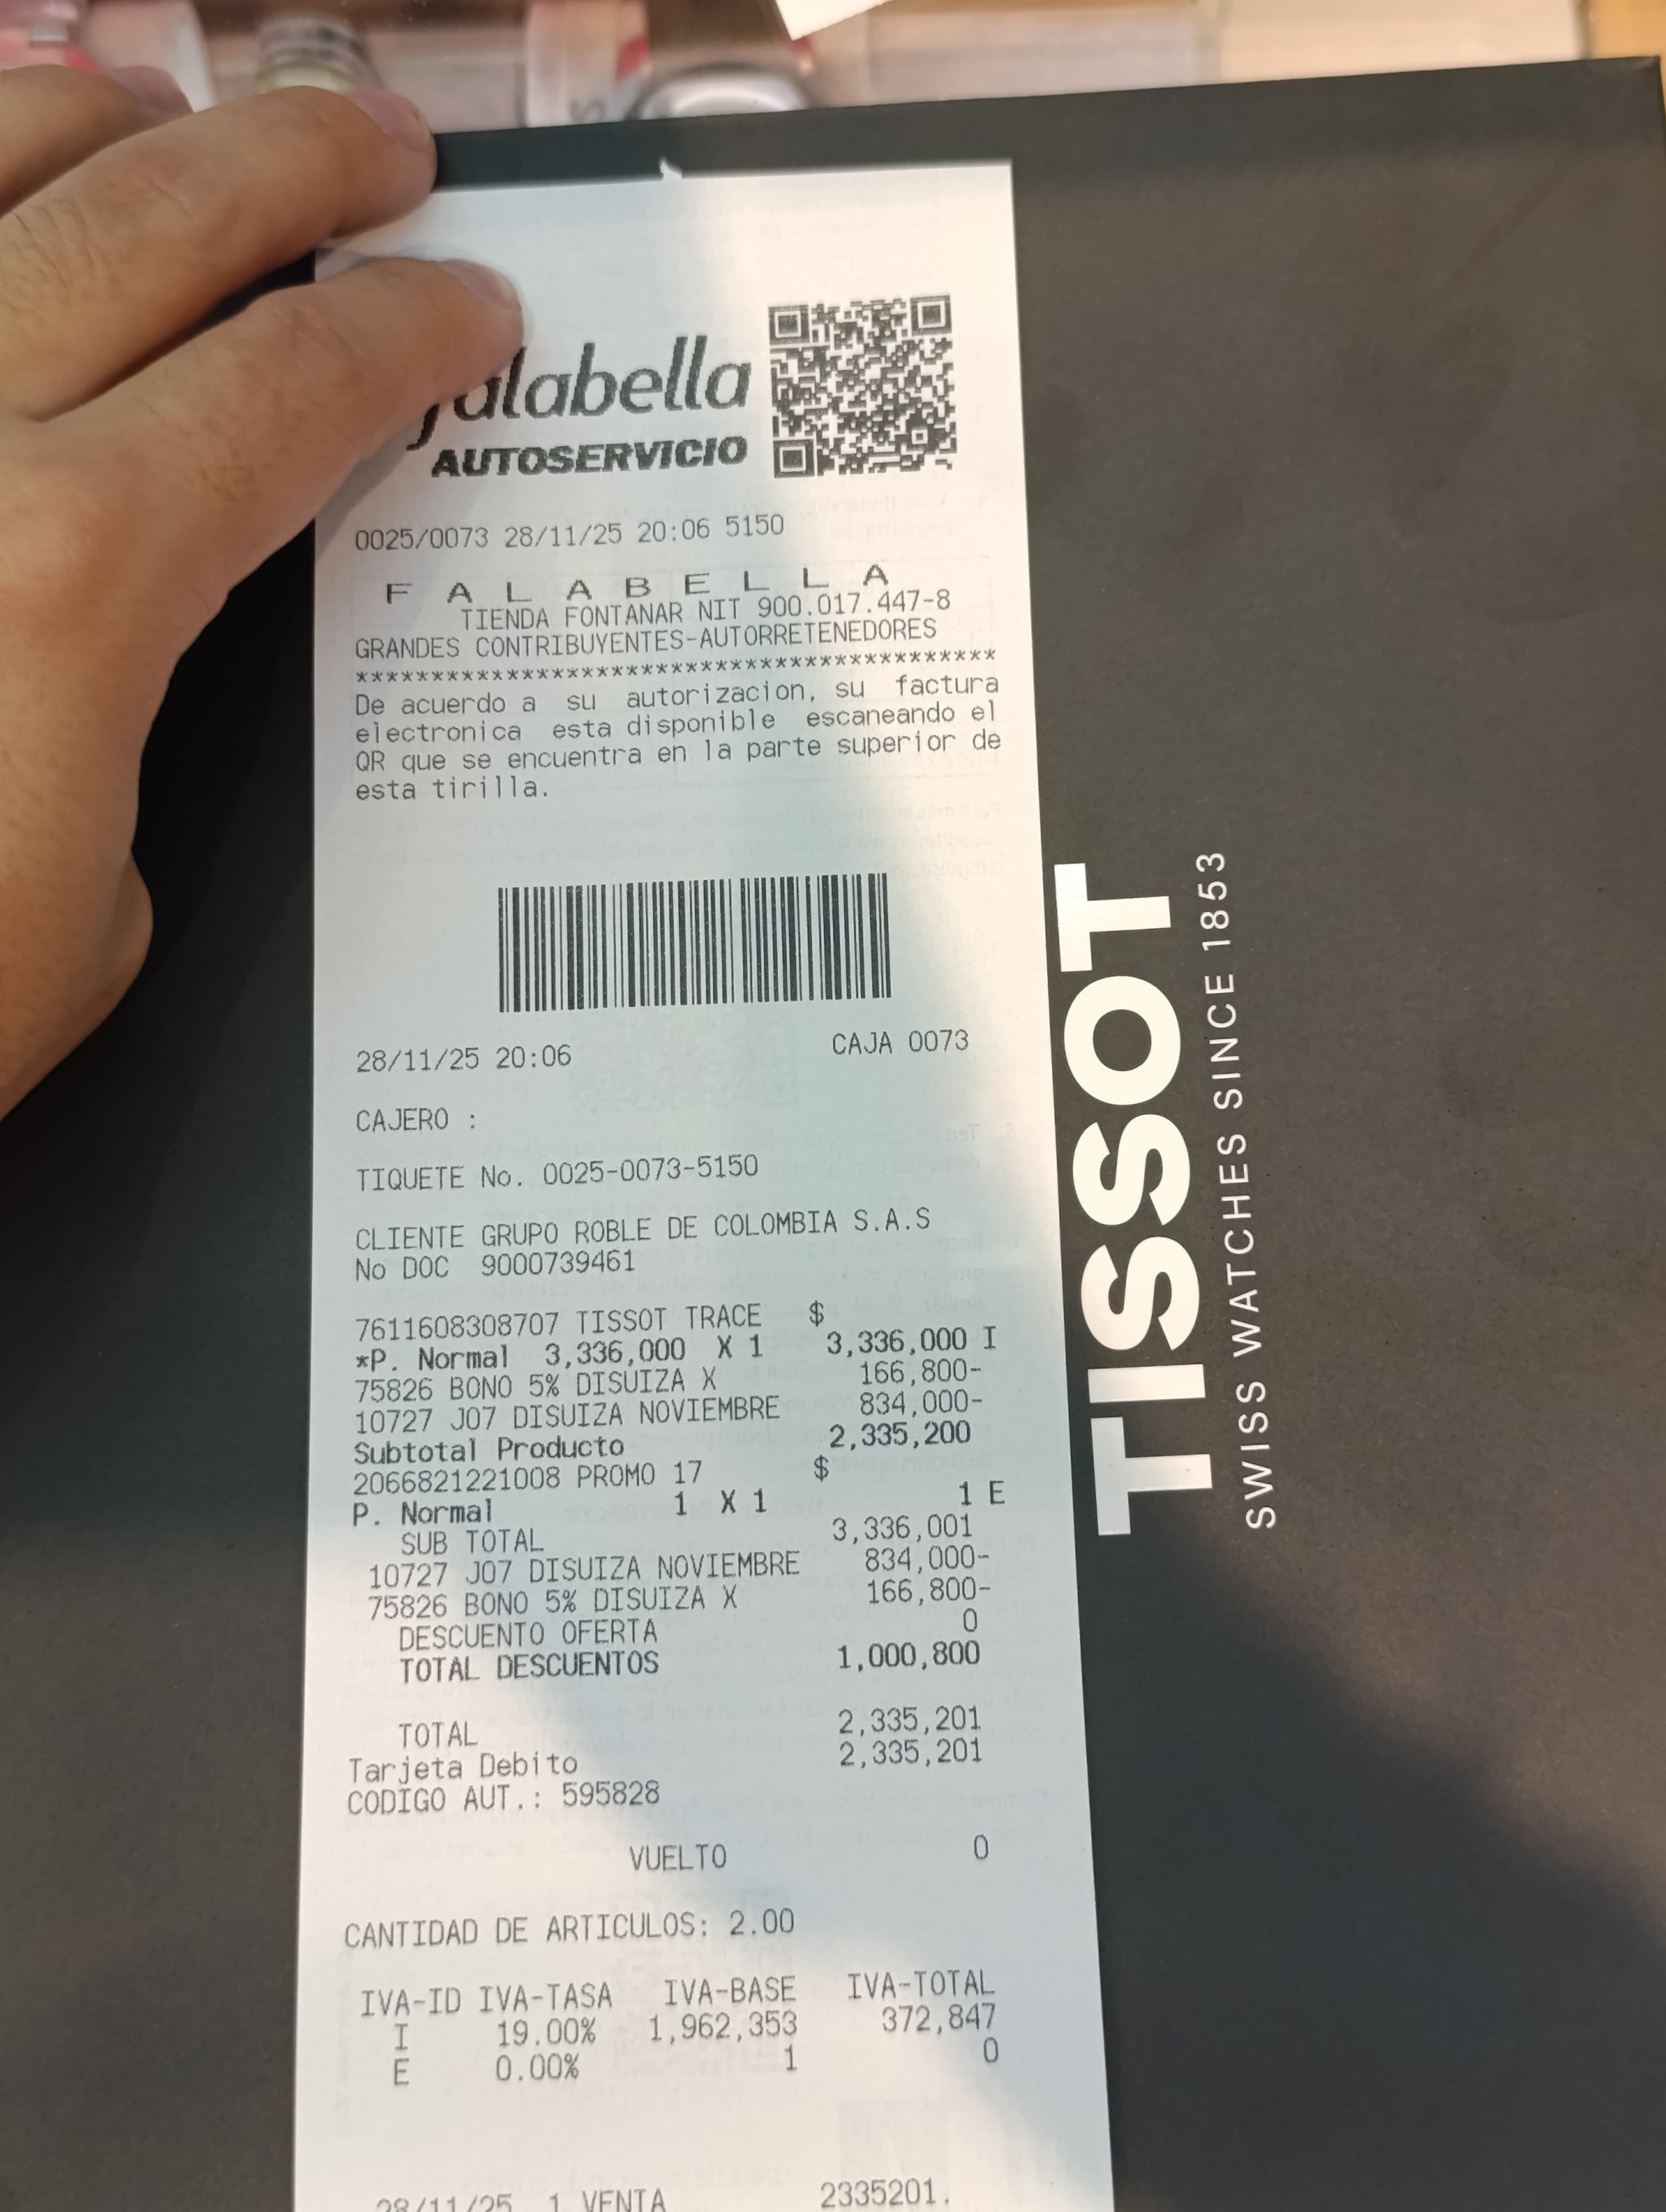 falabella
AUTOSERVICIO
0025/0073 28/11/25 20:06 5150
F A L A B E L L A
TIENDA FONTANAR NIT 900.017.447-8
GRANDES CONTRIBUYENTES-AUTORRETENEDORES
******************************************
De acuerdo a su autorizacion, su factura
electronica esta disponible escaneando el
QR que se encuentra en la parte superior de
esta tirilla.
28/11/25 20:06 CAJA 0073
CAJERO :
TIQUETE No. 0025-0073-5150
CLIENTE GRUPO ROBLE DE COLOMBIA S.A.S
No DOC 9000739461
7611608308707 TISSOT TRACE $
*P. Normal 3,336,000 X 1 3,336,000 I
75826 BONO 5% DISUIZA X 166,800-
10727 J07 DISUIZA NOVIEMBRE 834,000-
Subtotal Producto 2,335,200
2066821221008 PROMO 17 $
P. Normal 1 X 1 1 E
SUB TOTAL 3,336,001
10727 J07 DISUIZA NOVIEMBRE 834,000-
75826 BONO 5% DISUIZA X 166,800-
DESCUENTO OFERTA 0
TOTAL DESCUENTOS 1,000,800
TOTAL 2,335,201
Tarjeta Debito 2,335,201
CODIGO AUT.: 595828
VUELTO 0
CANTIDAD DE ARTICULOS: 2.00
IVA-ID IVA-TASA IVA-BASE IVA-TOTAL
I 19.00% 1,962,353 372,847
E 0.00% 1 0
28/11/25 1 VENTA 2335201.
TISSOT
SWISS WATCHES SINCE 1853